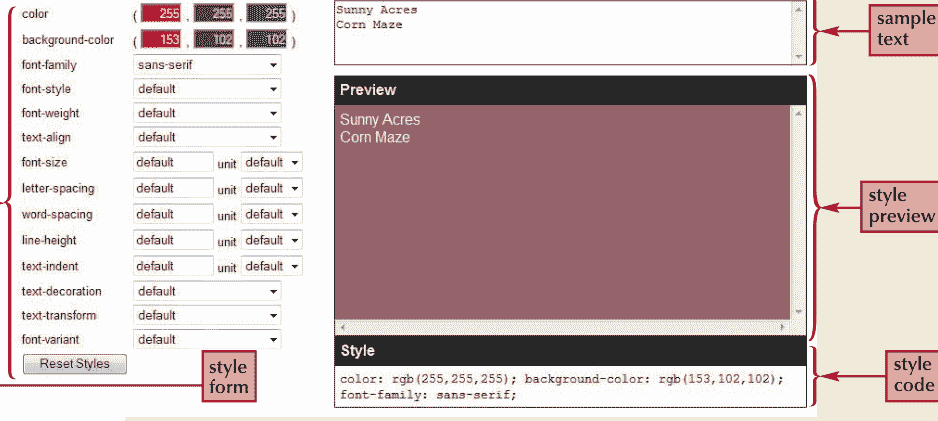 color ( 255 , 255 , 255 )
background-color ( 153 , 102 , 102 )
font-family sans-serif
font-style default
font-weight default
text-align default
font-size default unit default
letter-spacing default unit default
word-spacing default unit default
line-height default unit default
text-indent default unit default
text-decoration default
text-transform default
font-variant default
Reset Styles
style
form
Sunny Acres
Corn Maze
sample
text
Preview
Sunny Acres
Corn Maze
style
preview
Style
color: rgb(255,255,255); background-color: rgb(153,102,102);
font-family: sans-serif;
style
code